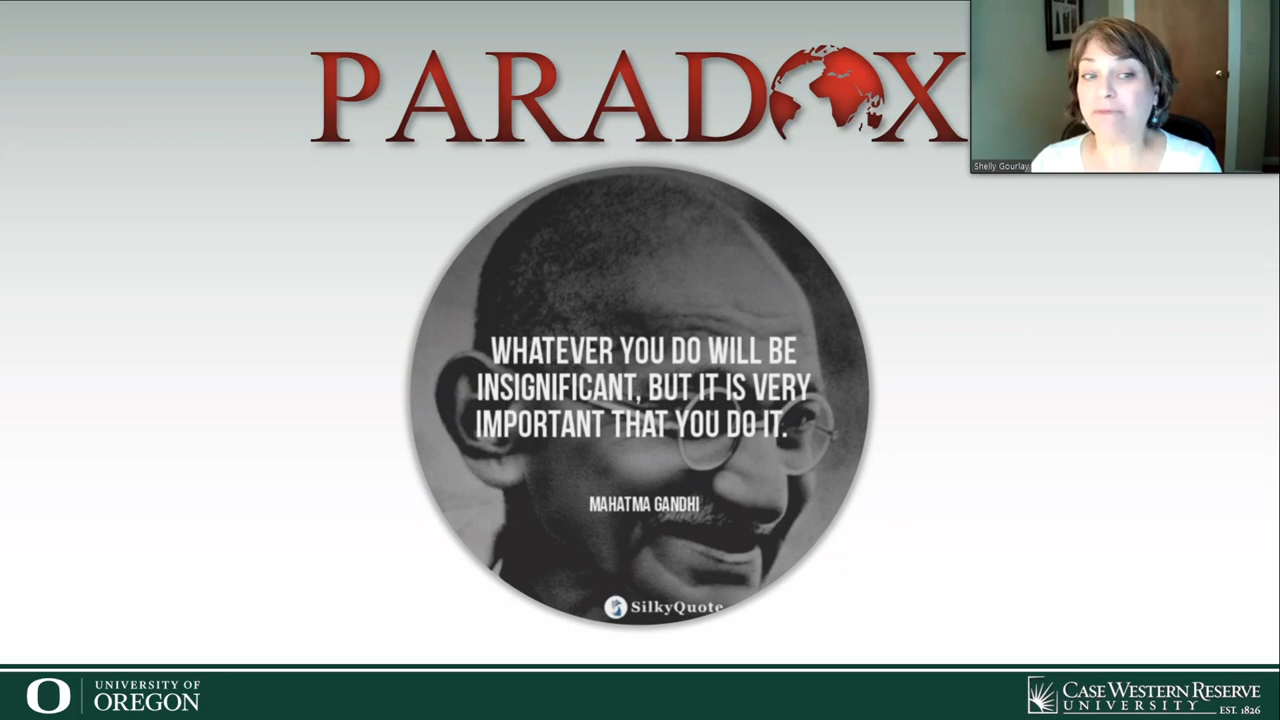 PARADOX
Shelly Gourlay
WHATEVER YOU DO WILL BE
INSIGNIFICANT, BUT IT IS VERY
IMPORTANT THAT YOU DO IT.
MAHATMA GANDHI
SilkyQuote
O
UNIVERSITY OF
OREGON
CASE WESTERN RESERVE
UNIVERSITY
EST. 1826